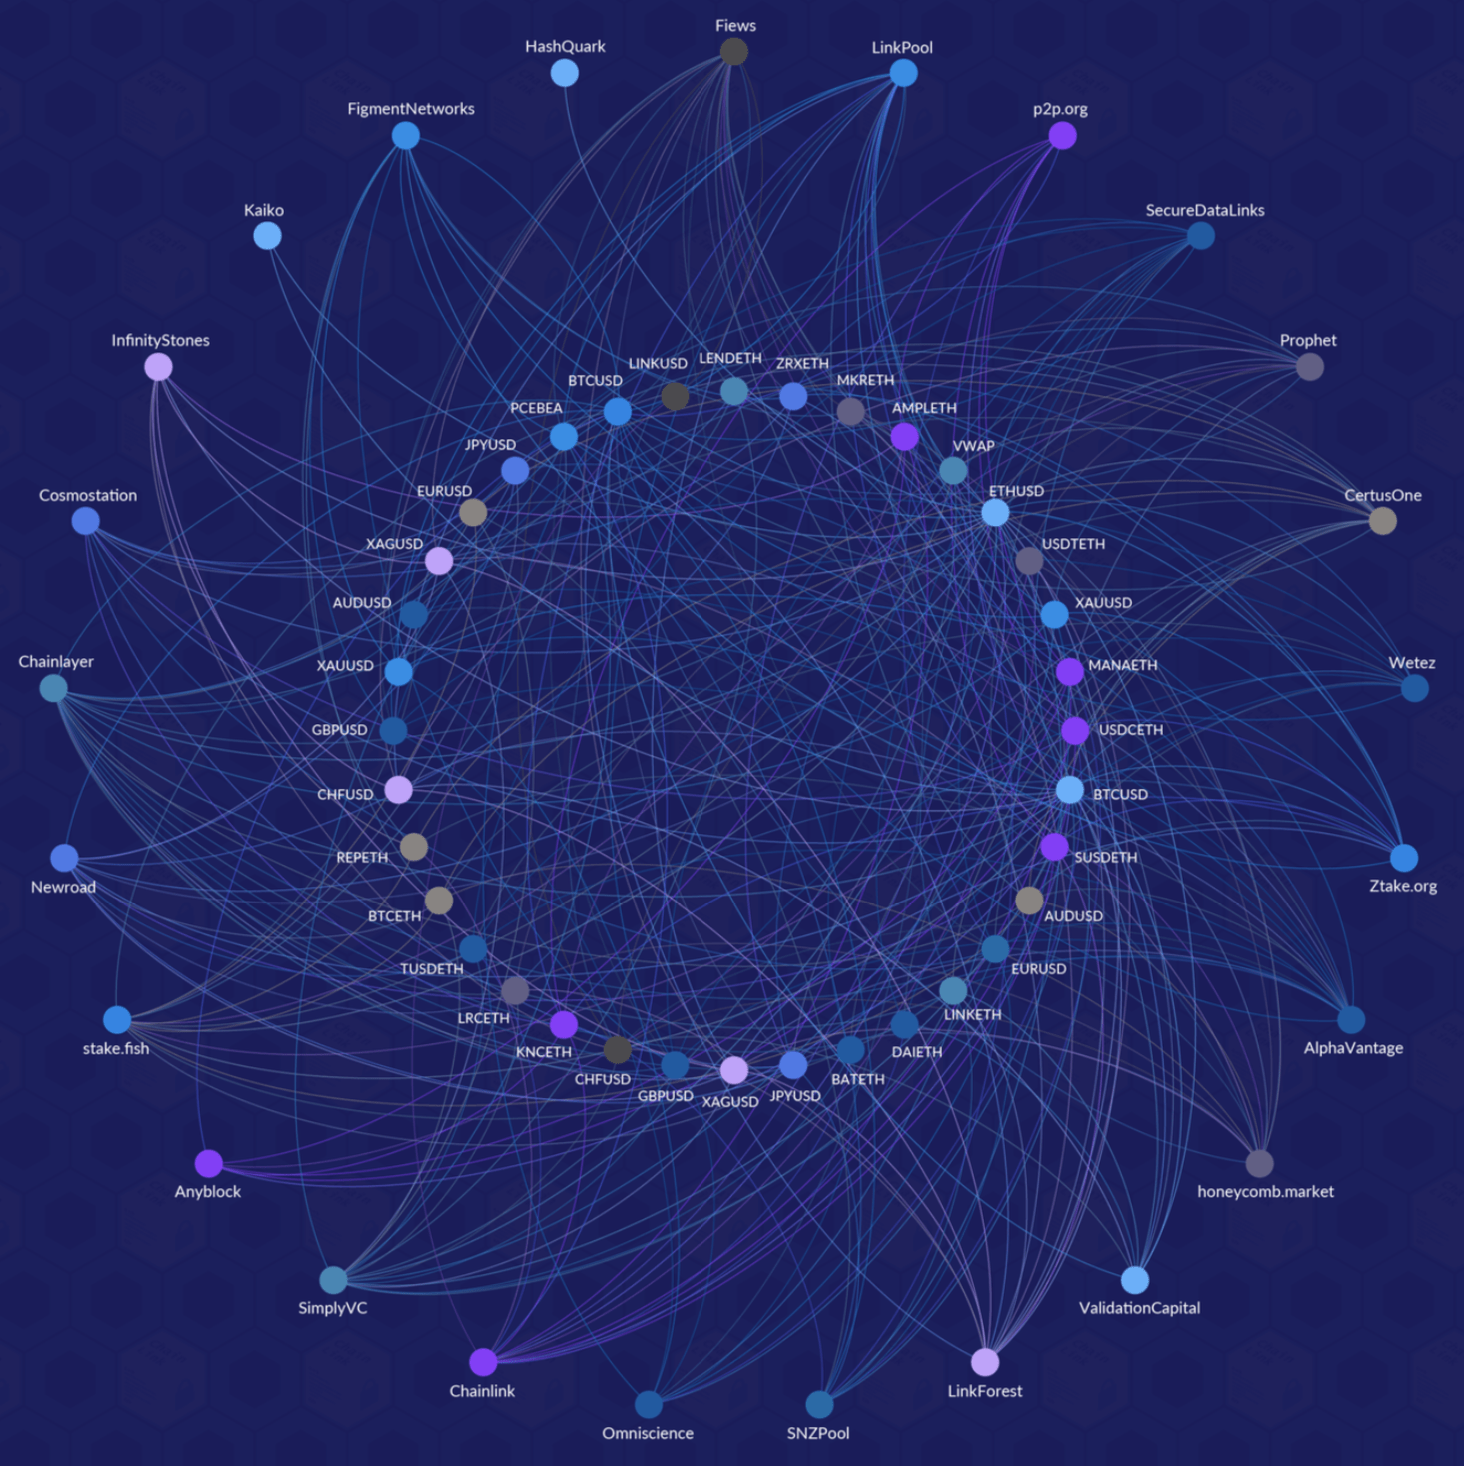 Fiews
HashQuark
LinkPool
FigmentNetworks
p2p.org
Kaiko
SecureDataLinks
InfinityStones
Prophet
LINKUSD
LENDETH
ZRXETH
BTCUSD
MKRETH
PCEBEA
AMPLETH
JPYUSD
VWAP
EURUSD
ETHUSD
Cosmostation
CertusOne
XAGUSD
USDTETH
AUDUSD
XAUUSD
Chainlayer
XAUUSD
MANAETH
Wetez
GBPUSD
USDCETH
CHFUSD
BTCUSD
REPETH
SUSDETH
Newroad
Ztake.org
BTCETH
AUDUSD
TUSDETH
EURUSD
LRCETH
LINKETH
stake.fish
AlphaVantage
KNCETH
DAIETH
CHFUSD
BATETH
GBPUSD
XAGUSD
JPYUSD
Anyblock
honeycomb.market
SimplyVC
ValidationCapital
Chainlink
LinkForest
Omniscience
SNZPool